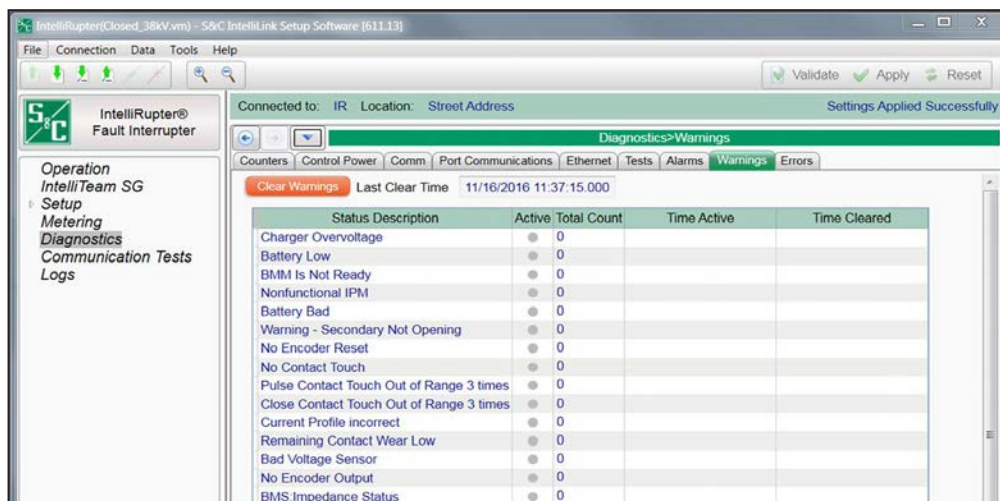 IntelliRupter(Closed_38kV.vm) - S&C IntelliLink Setup Software [611.13]
File Connection Data Tools Help
Validate Apply Reset
S&C
IntelliRupter®
Fault Interrupter
Connected to: IR Location: Street Address Settings Applied Successfully
Diagnostics>Warnings
Operation
IntelliTeam SG
Setup
Metering
Diagnostics
Communication Tests
Logs
Counters Control Power Comm Port Communications Ethernet Tests Alarms Warnings Errors
Clear Warnings Last Clear Time 11/16/2016 11:37:15.000
Status Description Active Total Count Time Active Time Cleared
Charger Overvoltage 0
Battery Low 0
BMM Is Not Ready 0
Nonfunctional IPM 0
Battery Bad 0
Warning - Secondary Not Opening 0
No Encoder Reset 0
No Contact Touch 0
Pulse Contact Touch Out of Range 3 times 0
Close Contact Touch Out of Range 3 times 0
Current Profile incorrect 0
Remaining Contact Wear Low 0
Bad Voltage Sensor 0
No Encoder Output 0
BMS:Impedance Status 0